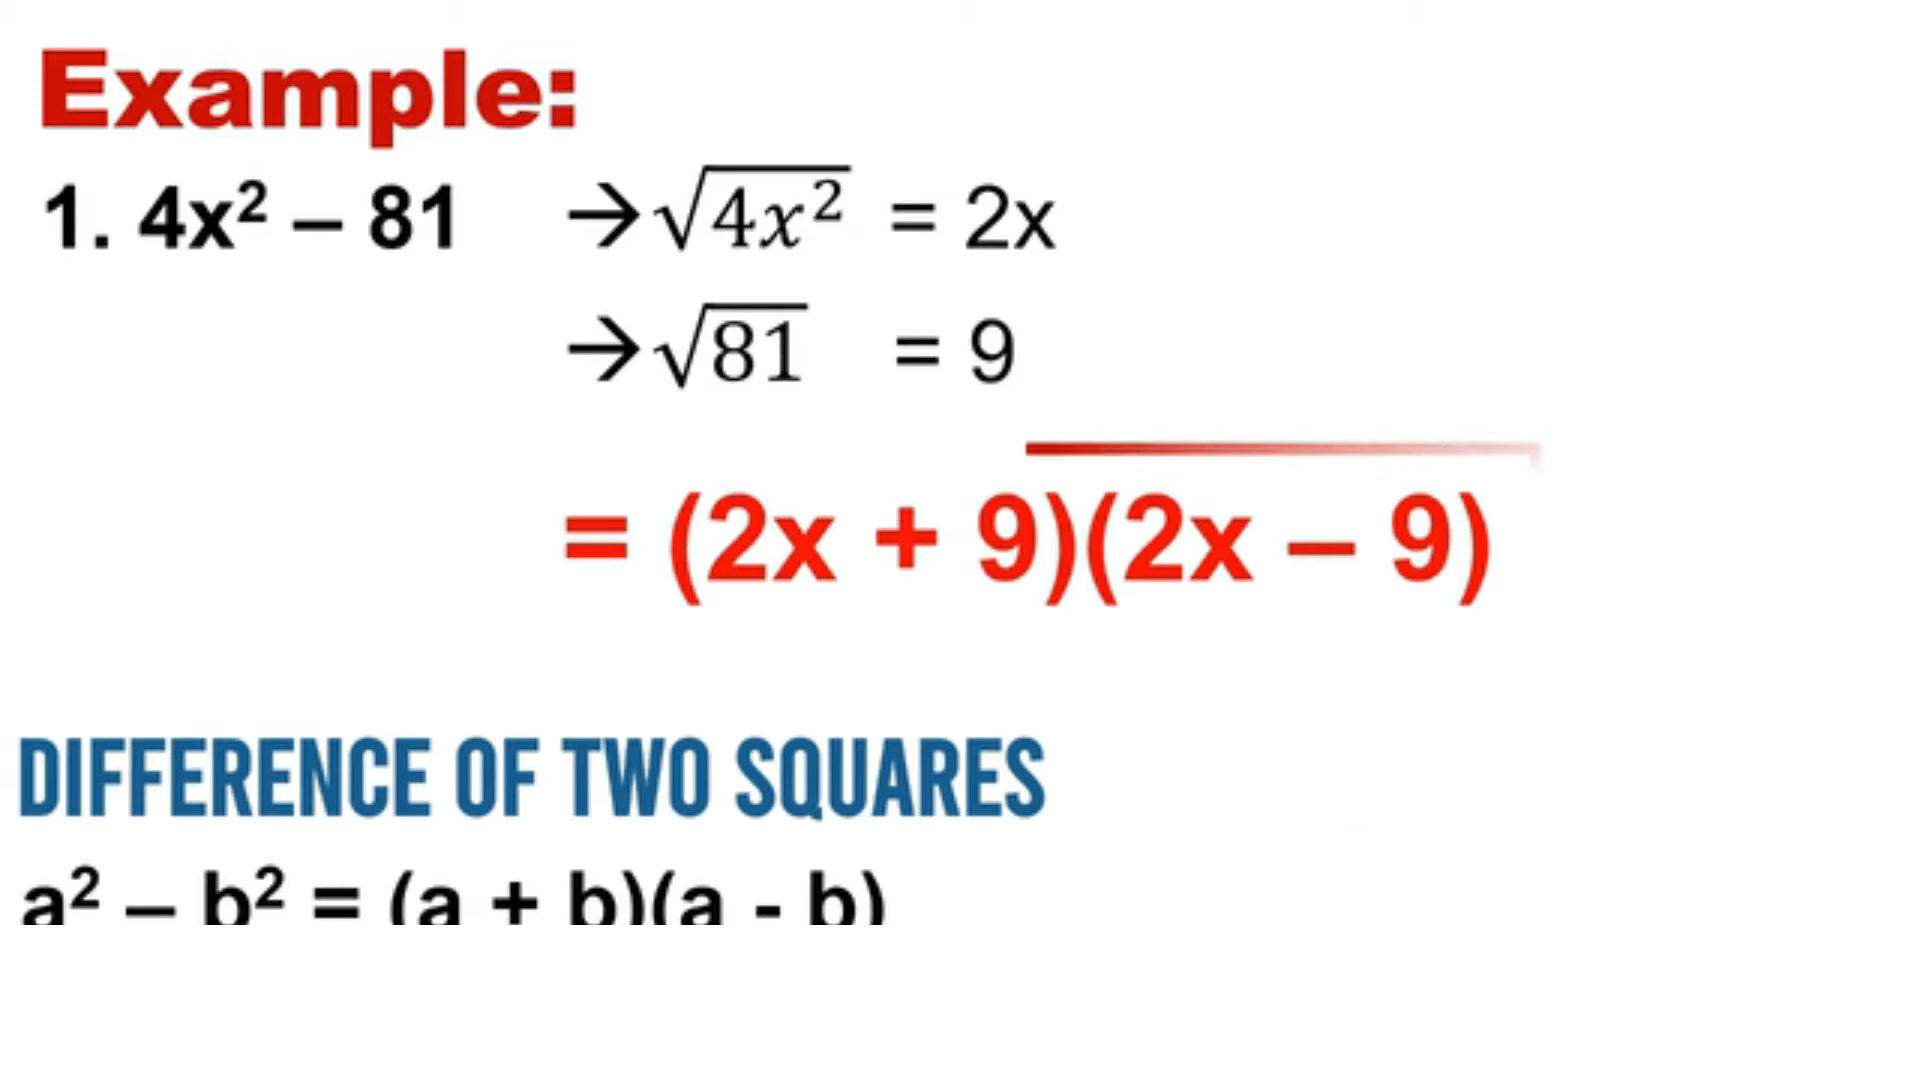 Example:
1. 4x² – 81 → √4x² = 2x
→ √81 = 9
= (2x + 9)(2x – 9)
DIFFERENCE OF TWO SQUARES
a² – b² = (a + b)(a - b)